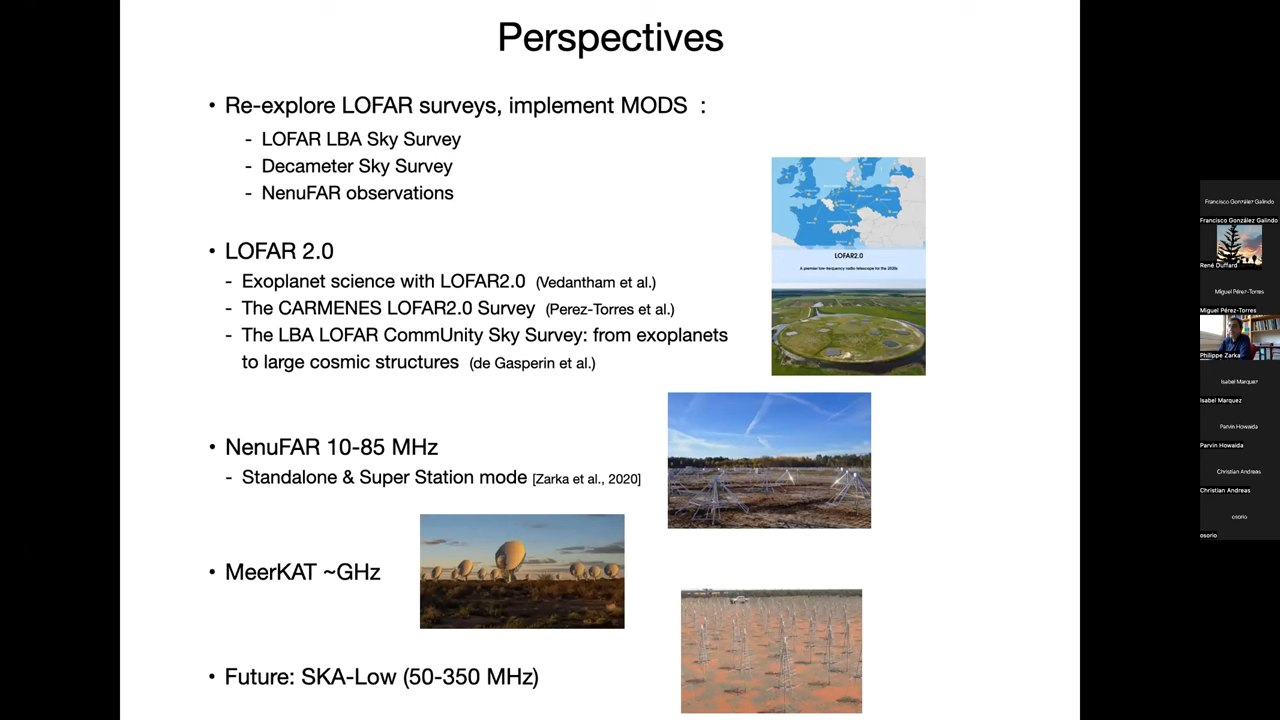 Perspectives
• Re-explore LOFAR surveys, implement MODS :
- LOFAR LBA Sky Survey
- Decameter Sky Survey
- NenuFAR observations
• LOFAR 2.0
- Exoplanet science with LOFAR2.0 (Vedantham et al.)
- The CARMENES LOFAR2.0 Survey (Perez-Torres et al.)
- The LBA LOFAR CommUnity Sky Survey: from exoplanets
to large cosmic structures (de Gasperin et al.)
LOFAR2.0
A premier low-frequency radio telescope for the 2020s
• NenuFAR 10-85 MHz
- Standalone & Super Station mode [Zarka et al., 2020]
• MeerKAT ~GHz
• Future: SKA-Low (50-350 MHz)
Francisco González Galindo
Francisco González Galindo
René Duffard
Miguel Pérez-Torres
Miguel Pérez-Torres
Philippe Zarka
Isabel Marquez
Isabel Marquez
Parvin Howaida
Parvin Howaida
Christian Andreas
Christian Andreas
osorio
osorio